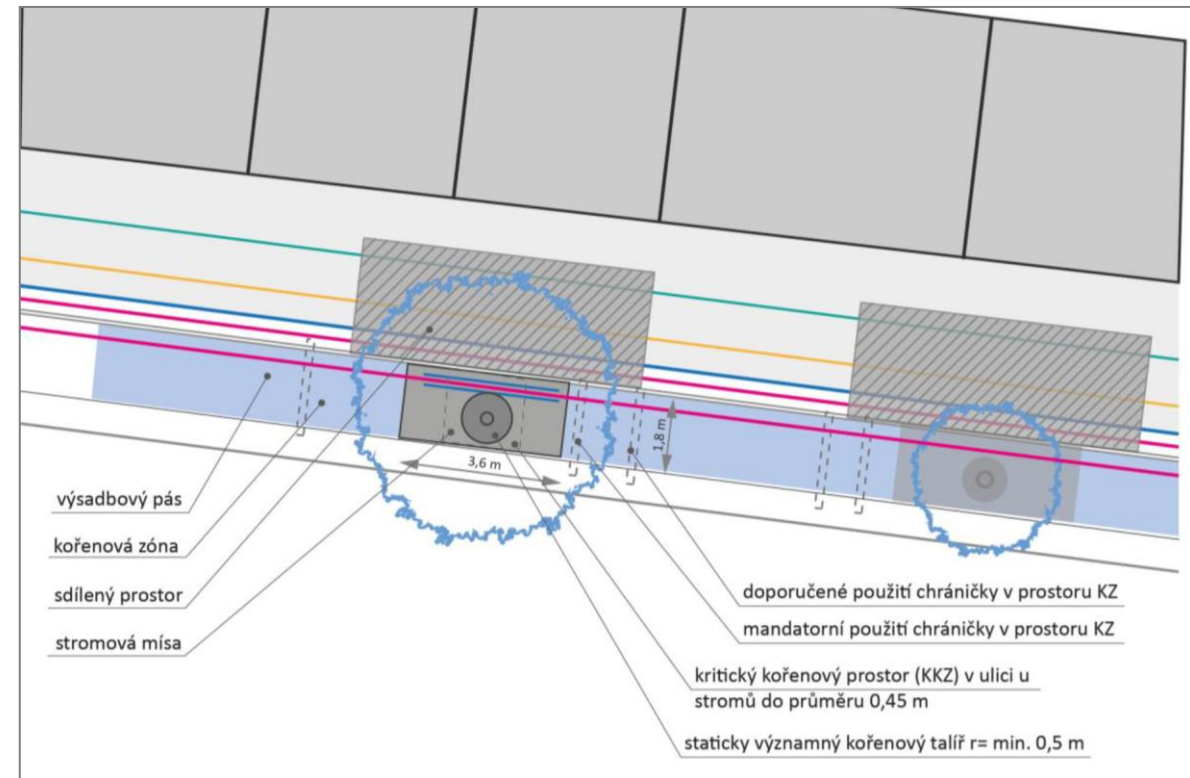 1,8 m
3,6 m
výsadbový pás
kořenová zóna
sdílený prostor
stromová mísa
doporučené použití chráničky v prostoru KZ
mandatorní použití chráničky v prostoru KZ
kritický kořenový prostor (KKZ) v ulici u
stromů do průměru 0,45 m
staticky významný kořenový talíř r= min. 0,5 m